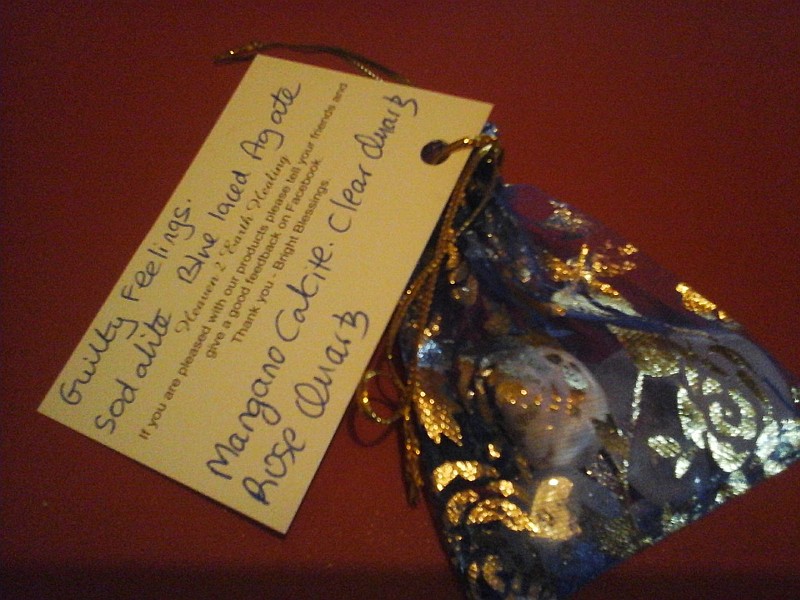 Guilty Feelings.
Sodalite Blue laced Agate
Heaven 2 Earth Healing
If you are pleased with our products please tell your friends and
give a good feedback on Facebook
Thank you - Bright Blessings
Mangano Calcite. Clear Quartz
Rose Quartz